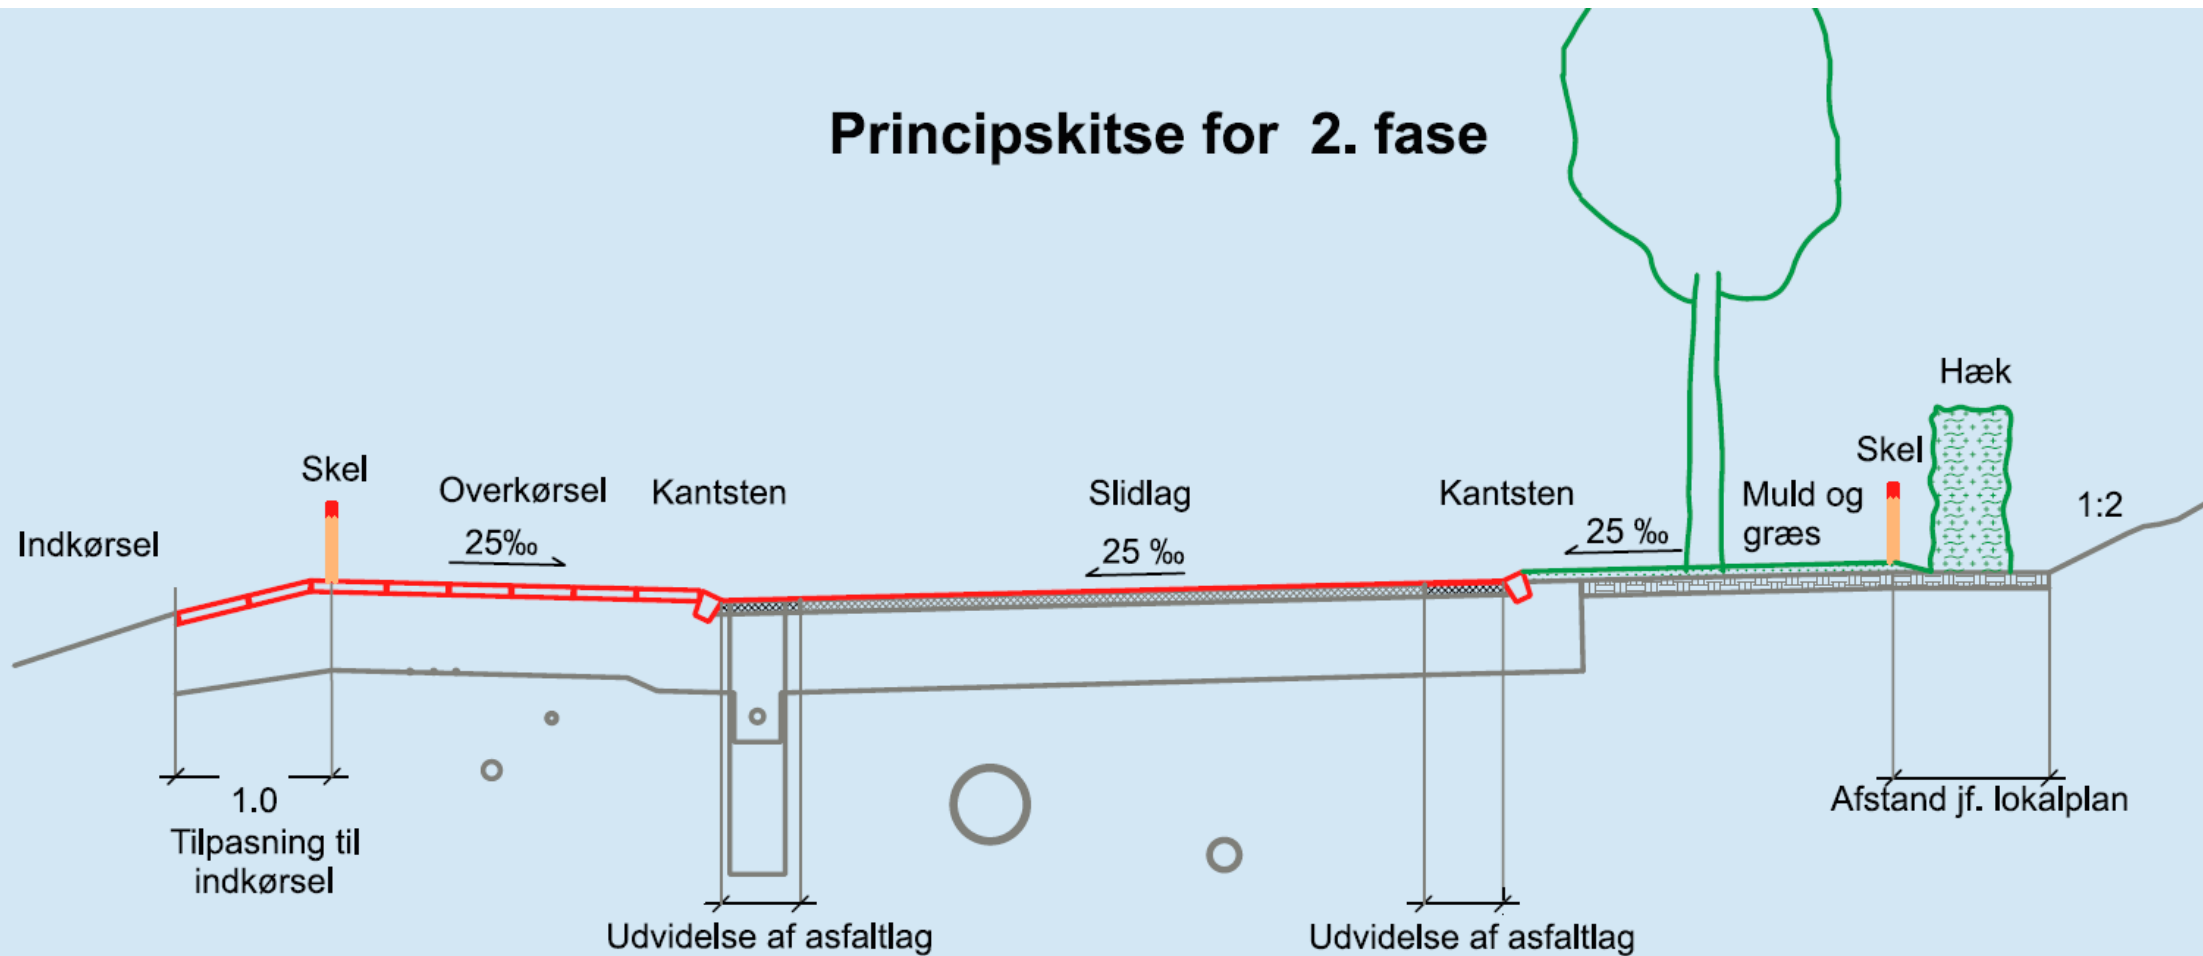 Principskitse for 2. fase
Hæk
Skel
Skel
Overkørsel
Kantsten
Slidlag
Kantsten
Muld og
græs
1:2
Indkørsel
25‰
25 ‰
25 ‰
1.0
Tilpasning til
indkørsel
Afstand jf. lokalplan
Udvidelse af asfaltlag
Udvidelse af asfaltlag